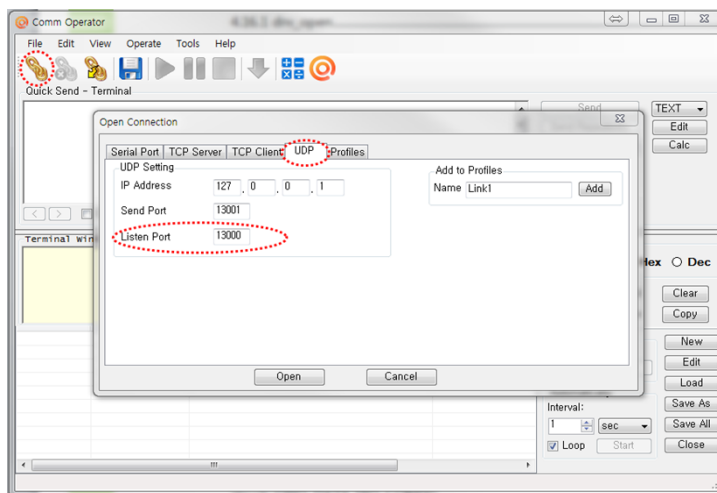 Comm Operator
File Edit View Operate Tools Help
Quick Send - Terminal
Send
TEXT
Edit
Calc
Open Connection
Serial Port TCP Server TCP Client UDP Profiles
UDP Setting
IP Address 127 . 0 . 0 . 1
Send Port 13001
Listen Port 13000
Add to Profiles
Name Link1 Add
Open Cancel
< >
Terminal Win
Hex Dec
Clear
Copy
New
Edit
Load
Save As
Save All
Close
Interval:
1 sec
Loop Start